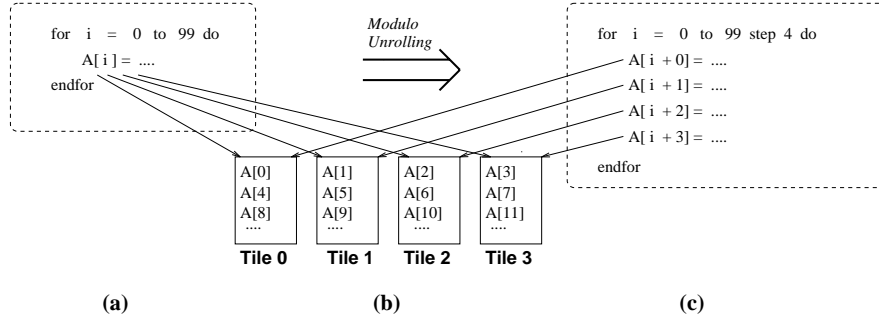 for i = 0 to 99 do
A[ i ] = ....
endfor
Modulo
Unrolling
for i = 0 to 99 step 4 do
A[ i + 0] = ....
A[ i + 1] = ....
A[ i + 2] = ....
A[ i + 3] = ....
endfor
A[0]
A[4]
A[8]
....
Tile 0
A[1]
A[5]
A[9]
....
Tile 1
A[2]
A[6]
A[10]
....
Tile 2
A[3]
A[7]
A[11]
....
Tile 3
(a)
(b)
(c)